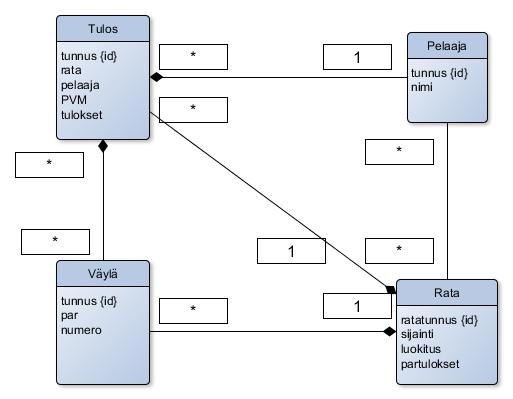 Tulos
tunnus {id}
rata
pelaaja
PVM
tulokset
*
1
Pelaaja
tunnus {id}
nimi
*
*
*
*
1
*
Väylä
tunnus {id}
par
numero
*
1
Rata
ratatunnus {id}
sijainti
luokitus
partulokset